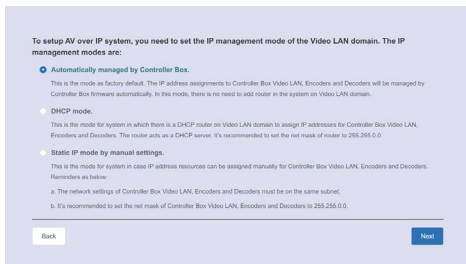 To setup AV over IP system, you need to set the IP management mode of the Video LAN domain. The IP
management modes are:
Automatically managed by Controller Box.
This is the mode as factory default. The IP address assignments to Controller Box Video LAN, Encoders and Decoders will be managed by
Controller Box firmware automatically. In this mode, there is no need to add router in the system on Video LAN domain.
DHCP mode.
This is the mode for system in which there is a DHCP router on Video LAN domain to assign IP addresses for Controller Box Video LAN,
Encoders and Decoders. The router acts as a DHCP server. It's recommended to set the net mask of router to 255.255.0.0.
Static IP mode by manual settings.
This is the mode for system in case IP address resources can be assigned manually for Controller Box Video LAN, Encoders and Decoders.
Reminders as below:
a. The network settings of Controller Box Video LAN, Encoders and Decoders must be on the same subnet.
b. It's recommended to set the net mask of Controller Box Video LAN, Encoders and Decoders to 255.255.0.0.
Back
Next